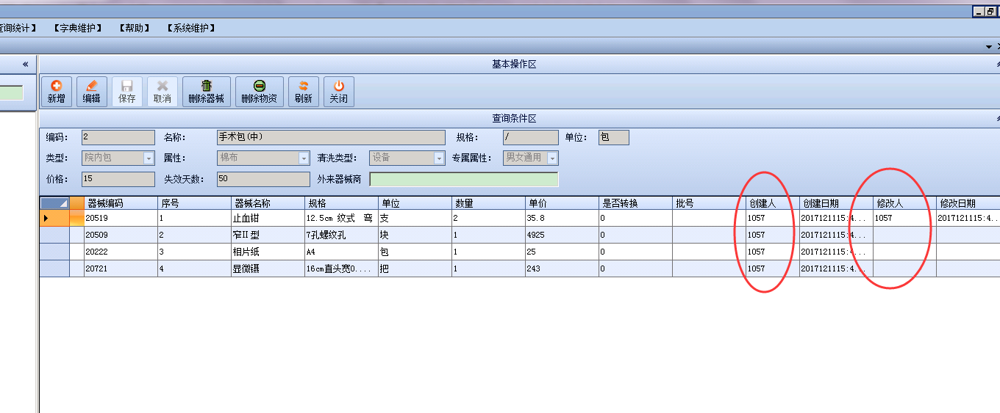 查询统计】 【字典维护】 【帮助】 【系统维护】
基本操作区
新增 编辑 保存 取消 删除器械 删除物资 刷新 关闭
查询条件区
编码: 2 名称: 手术包(中) 规格: / 单位: 包
类型: 院内包 属性: 棉布 清洗类型: 设备 专属属性: 男女通用
价格: 15 失效天数: 50 外来器械商
器械编码 序号 器械名称 规格 单位 数量 单价 是否转换 批号 创建人 创建日期 修改人 修改日期
20519 1 止血钳 12.5cm 纹式 弯 支 2 35.8 0 1057 2017121115:4... 1057 2017121115:4..
20509 2 窄II型 7孔螺纹孔 块 1 4925 0 1057 2017121115:4...
20222 3 相片纸 A4 包 1 25 0 1057 2017121115:4...
20721 4 显微镊 16cm直头宽0.... 把 1 243 0 1057 2017121115:4...